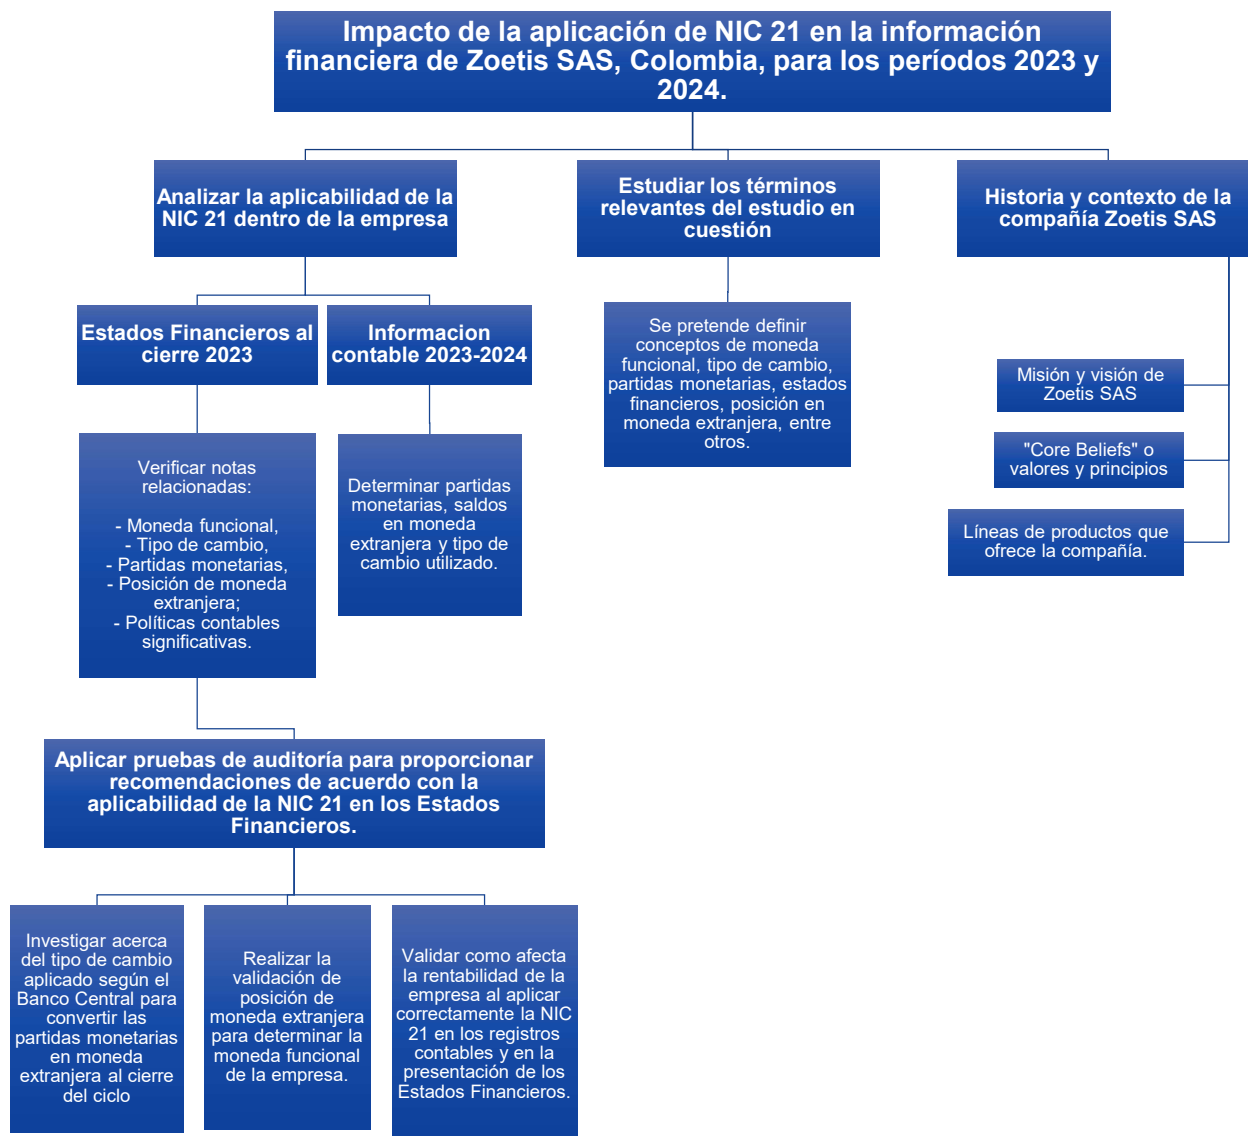 Impacto de la aplicación de NIC 21 en la información
financiera de Zoetis SAS, Colombia, para los períodos 2023 y
2024.
Analizar la aplicabilidad de la
NIC 21 dentro de la empresa
Estudiar los términos
relevantes del estudio en
cuestión
Historia y contexto de la
compañía Zoetis SAS
Estados Financieros al
cierre 2023
Informacion
contable 2023-2024
Se pretende definir
conceptos de moneda
funcional, tipo de cambio,
partidas monetarias, estados
financieros, posición en
moneda extranjera, entre
otros.
Misión y visión de
Zoetis SAS
"Core Beliefs" o
valores y principios
Líneas de productos que
ofrece la compañía.
Verificar notas
relacionadas:
- Moneda funcional,
- Tipo de cambio,
- Partidas monetarias,
- Posición de moneda
extranjera;
- Políticas contables
significativas.
Determinar partidas
monetarias, saldos
en moneda
extranjera y tipo de
cambio utilizado.
Aplicar pruebas de auditoría para proporcionar
recomendaciones de acuerdo con la
aplicabilidad de la NIC 21 en los Estados
Financieros.
Investigar acerca
del tipo de cambio
aplicado según el
Banco Central para
convertir las
partidas monetarias
en moneda
extranjera al cierre
del ciclo
Realizar la
validación de
posición de
moneda extranjera
para determinar la
moneda funcional
de la empresa.
Validar como afecta
la rentabilidad de la
empresa al aplicar
correctamente la NIC
21 en los registros
contables y en la
presentación de los
Estados Financieros.